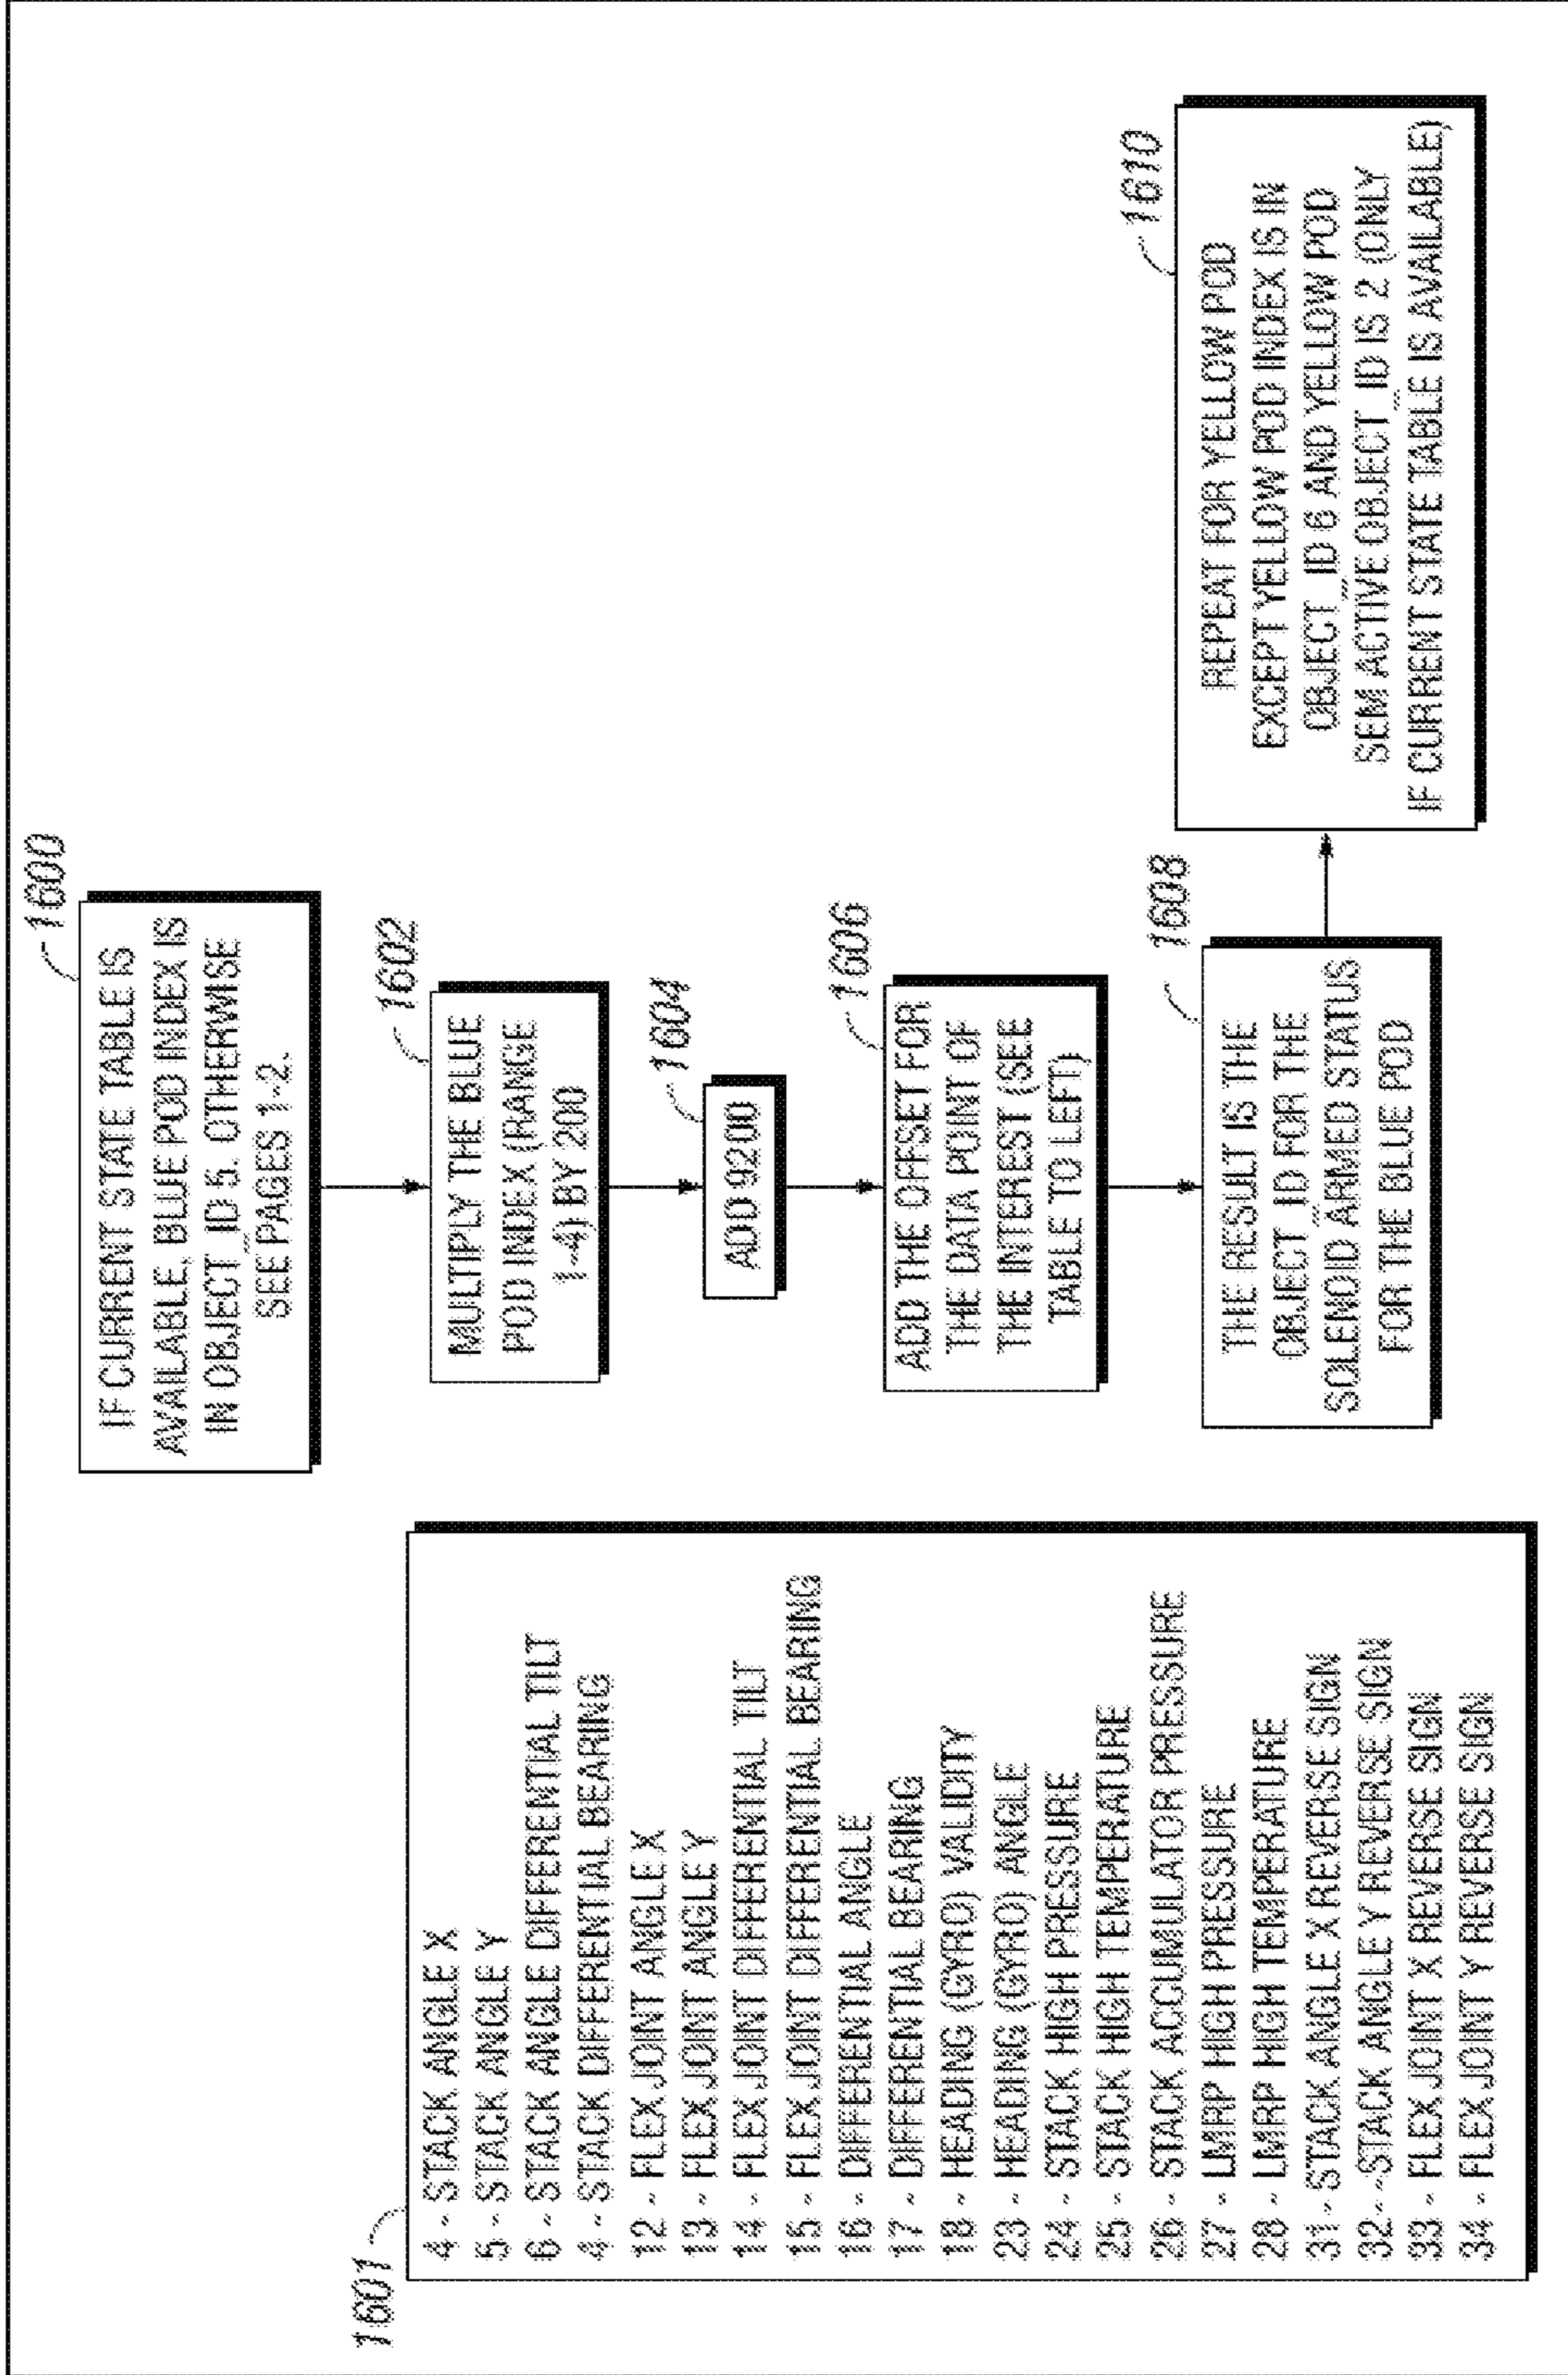 1600
IF CURRENT STATE TABLE IS
AVAILABLE, BLUE POD INDEX IS
IN OBJECT_ID 5. OTHERWISE
SEE PAGES 1-2.
1601
4 - STACK ANGLE X
5 - STACK ANGLE Y
6 - STACK ANGLE DIFFERENTIAL TILT
4 - STACK DIFFERENTIAL BEARING
12 - FLEX JOINT ANGLE X
13 - FLEX JOINT ANGLE Y
14 - FLEX JOINT DIFFERENTIAL TILT
15 - FLEX JOINT DIFFERENTIAL BEARING
16 - DIFFERENTIAL ANGLE
17 - DIFFERENTIAL BEARING
18 - HEADING (GYRO) VALIDITY
23 - HEADING (GYRO) ANGLE
24 - STACK HIGH PRESSURE
25 - STACK HIGH TEMPERATURE
26 - STACK ACCUMULATOR PRESSURE
27 - LMRP HIGH PRESSURE
28 - LMRP HIGH TEMPERATURE
31 - STACK ANGLE X REVERSE SIGN
32 - STACK ANGLE Y REVERSE SIGN
33 - FLEX JOINT X REVERSE SIGN
34 - FLEX JOINT Y REVERSE SIGN
1602
MULTIPLY THE BLUE
POD INDEX (RANGE
1-4) BY 200
1604
ADD 9200
1606
ADD THE OFFSET FOR
THE DATA POINT OF
THE INTEREST (SEE
TABLE TO LEFT)
1608
THE RESULT IS THE
OBJECT_ID FOR THE
SOLENOID ARMED STATUS
FOR THE BLUE POD
1610
REPEAT FOR YELLOW POD
EXCEPT YELLOW POD INDEX IS IN
OBJECT_ID 6 AND YELLOW POD
SEM ACTIVE OBJECT_ID IS 2 (ONLY
IF CURRENT STATE TABLE IS AVAILABLE)